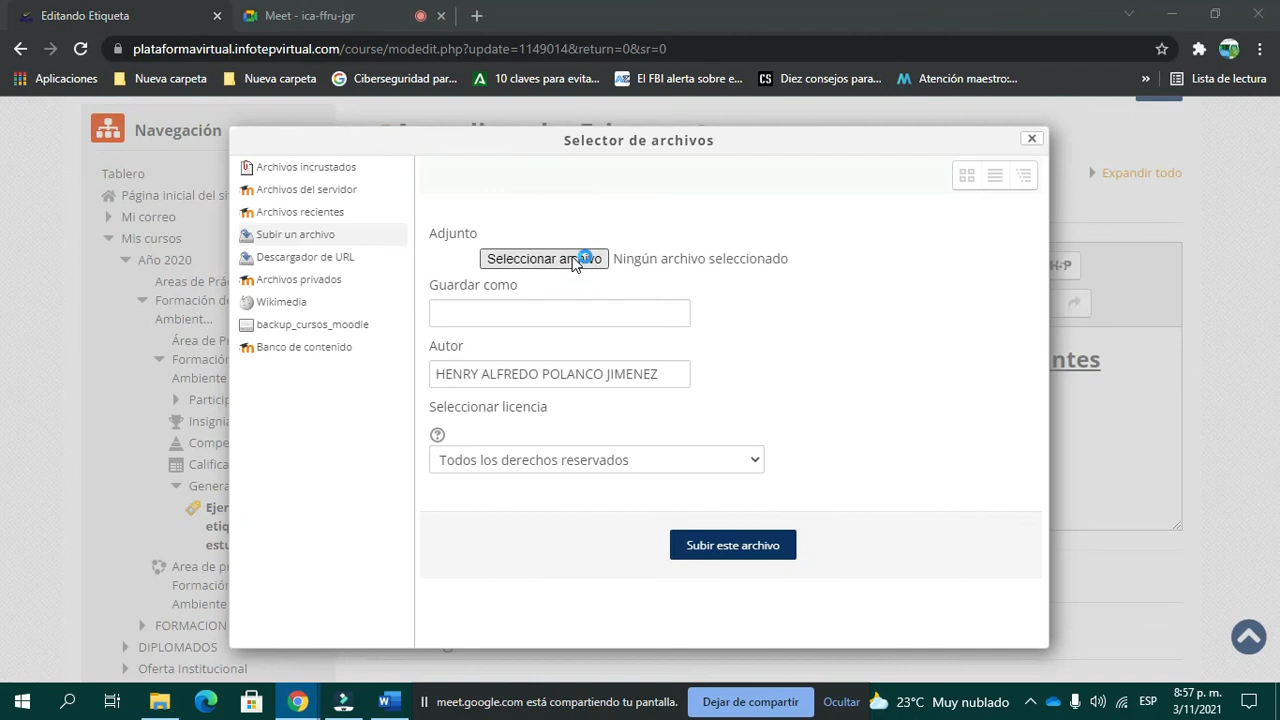 Editando Etiqueta
Meet - ica-ffru-jgr
plataformavirtual.infotepvirtual.com/course/modedit.php?update=1149014&return=0&sr=0
Aplicaciones
Nueva carpeta
Nueva carpeta
Ciberseguridad par...
10 claves para evita...
El FBI alerta sobre e...
Diez consejos para...
Atención maestro:...
»
Lista de lectura
Navegación
Selector de archivos
Expandir todo
Tablero
Página inicial del si
Mi correo
Mis cursos
Año 2020
Areas de Prác
Formación de
Ambient...
Área de P
Formación
Ambiente
Particip
Insignia
Compe
Califica
Genera
Ejer
etiq
estu
Area de p
Formación
Ambiente
FORMACION
DIPLOMADOS
Oferta Institucional
Archivos incrustados
Archivos del servidor
Archivos recientes
Subir un archivo
Descargador de URL
Archivos privados
Wikimedia
backup_cursos_moodle
Banco de contenido
Adjunto
Seleccionar archivo
Ningún archivo seleccionado
Guardar como
Autor
HENRY ALFREDO POLANCO JIMENEZ
Seleccionar licencia
Todos los derechos reservados
Subir este archivo
H-P
ntes
meet.google.com está compartiendo tu pantalla.
Dejar de compartir
Ocultar
23°C Muy nublado
ESP
8:57 p. m.
3/11/2021